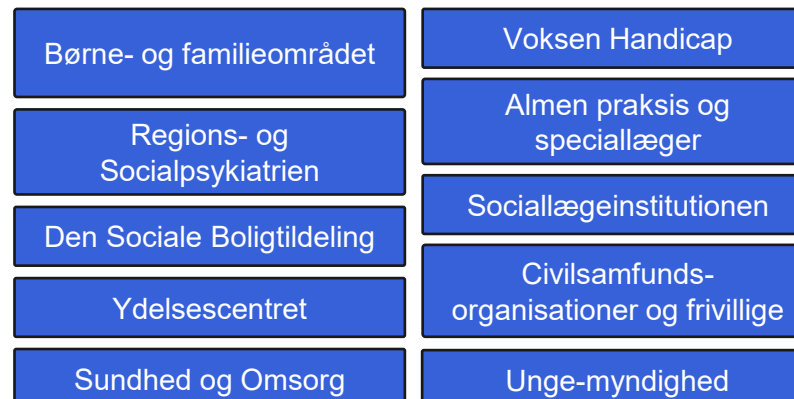 Børne- og familieområdet
Regions- og
Socialpsykiatrien
Den Sociale Boligtildeling
Ydelsescentret
Sundhed og Omsorg
Voksen Handicap
Almen praksis og
speciallæger
Sociallægeinstitutionen
Civilsamfunds-
organisationer og frivillige
Unge-myndighed